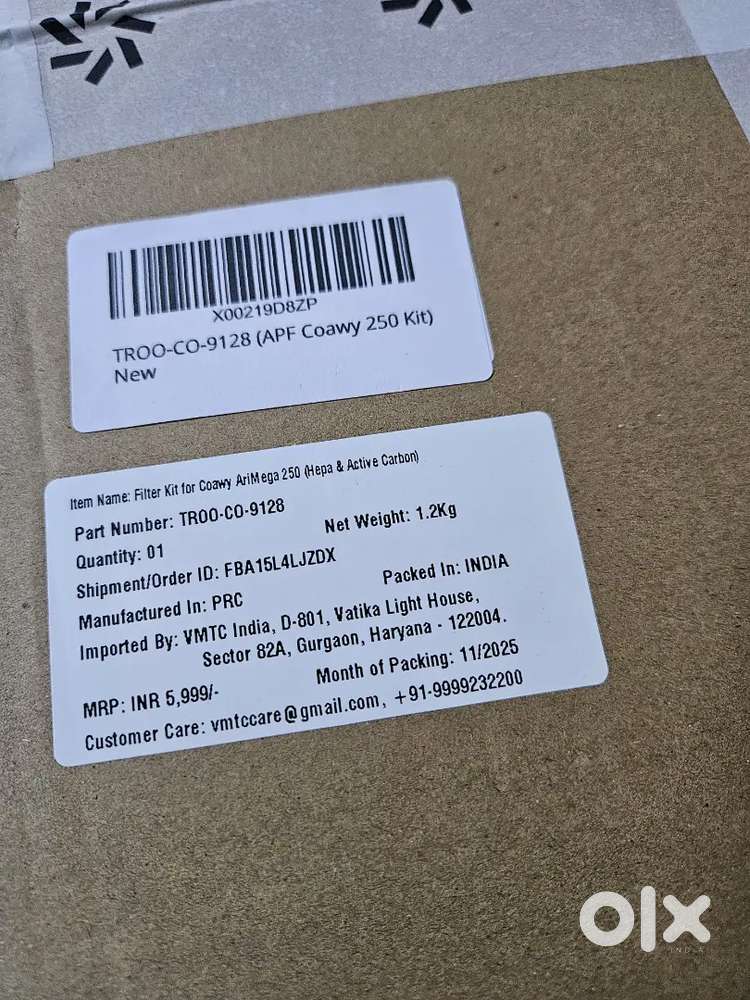 X00219D8ZP
TROO-CO-9128 (APF Coawy 250 Kit)
New
Item Name: Filter Kit for Coawy AriMega 250 (Hepa & Active Carbon)
Part Number: TROO-CO-9128
Quantity: 01 Net Weight: 1.2Kg
Shipment/Order ID: FBA15L4LJZDX
Manufactured In: PRC Packed In: INDIA
Imported By: VMTC India, D-801, Vatika Light House,
Sector 82A, Gurgaon, Haryana - 122004.
MRP: INR 5,999/- Month of Packing: 11/2025
Customer Care: vmtccare@gmail.com, +91-9999232200
olx
INDIA